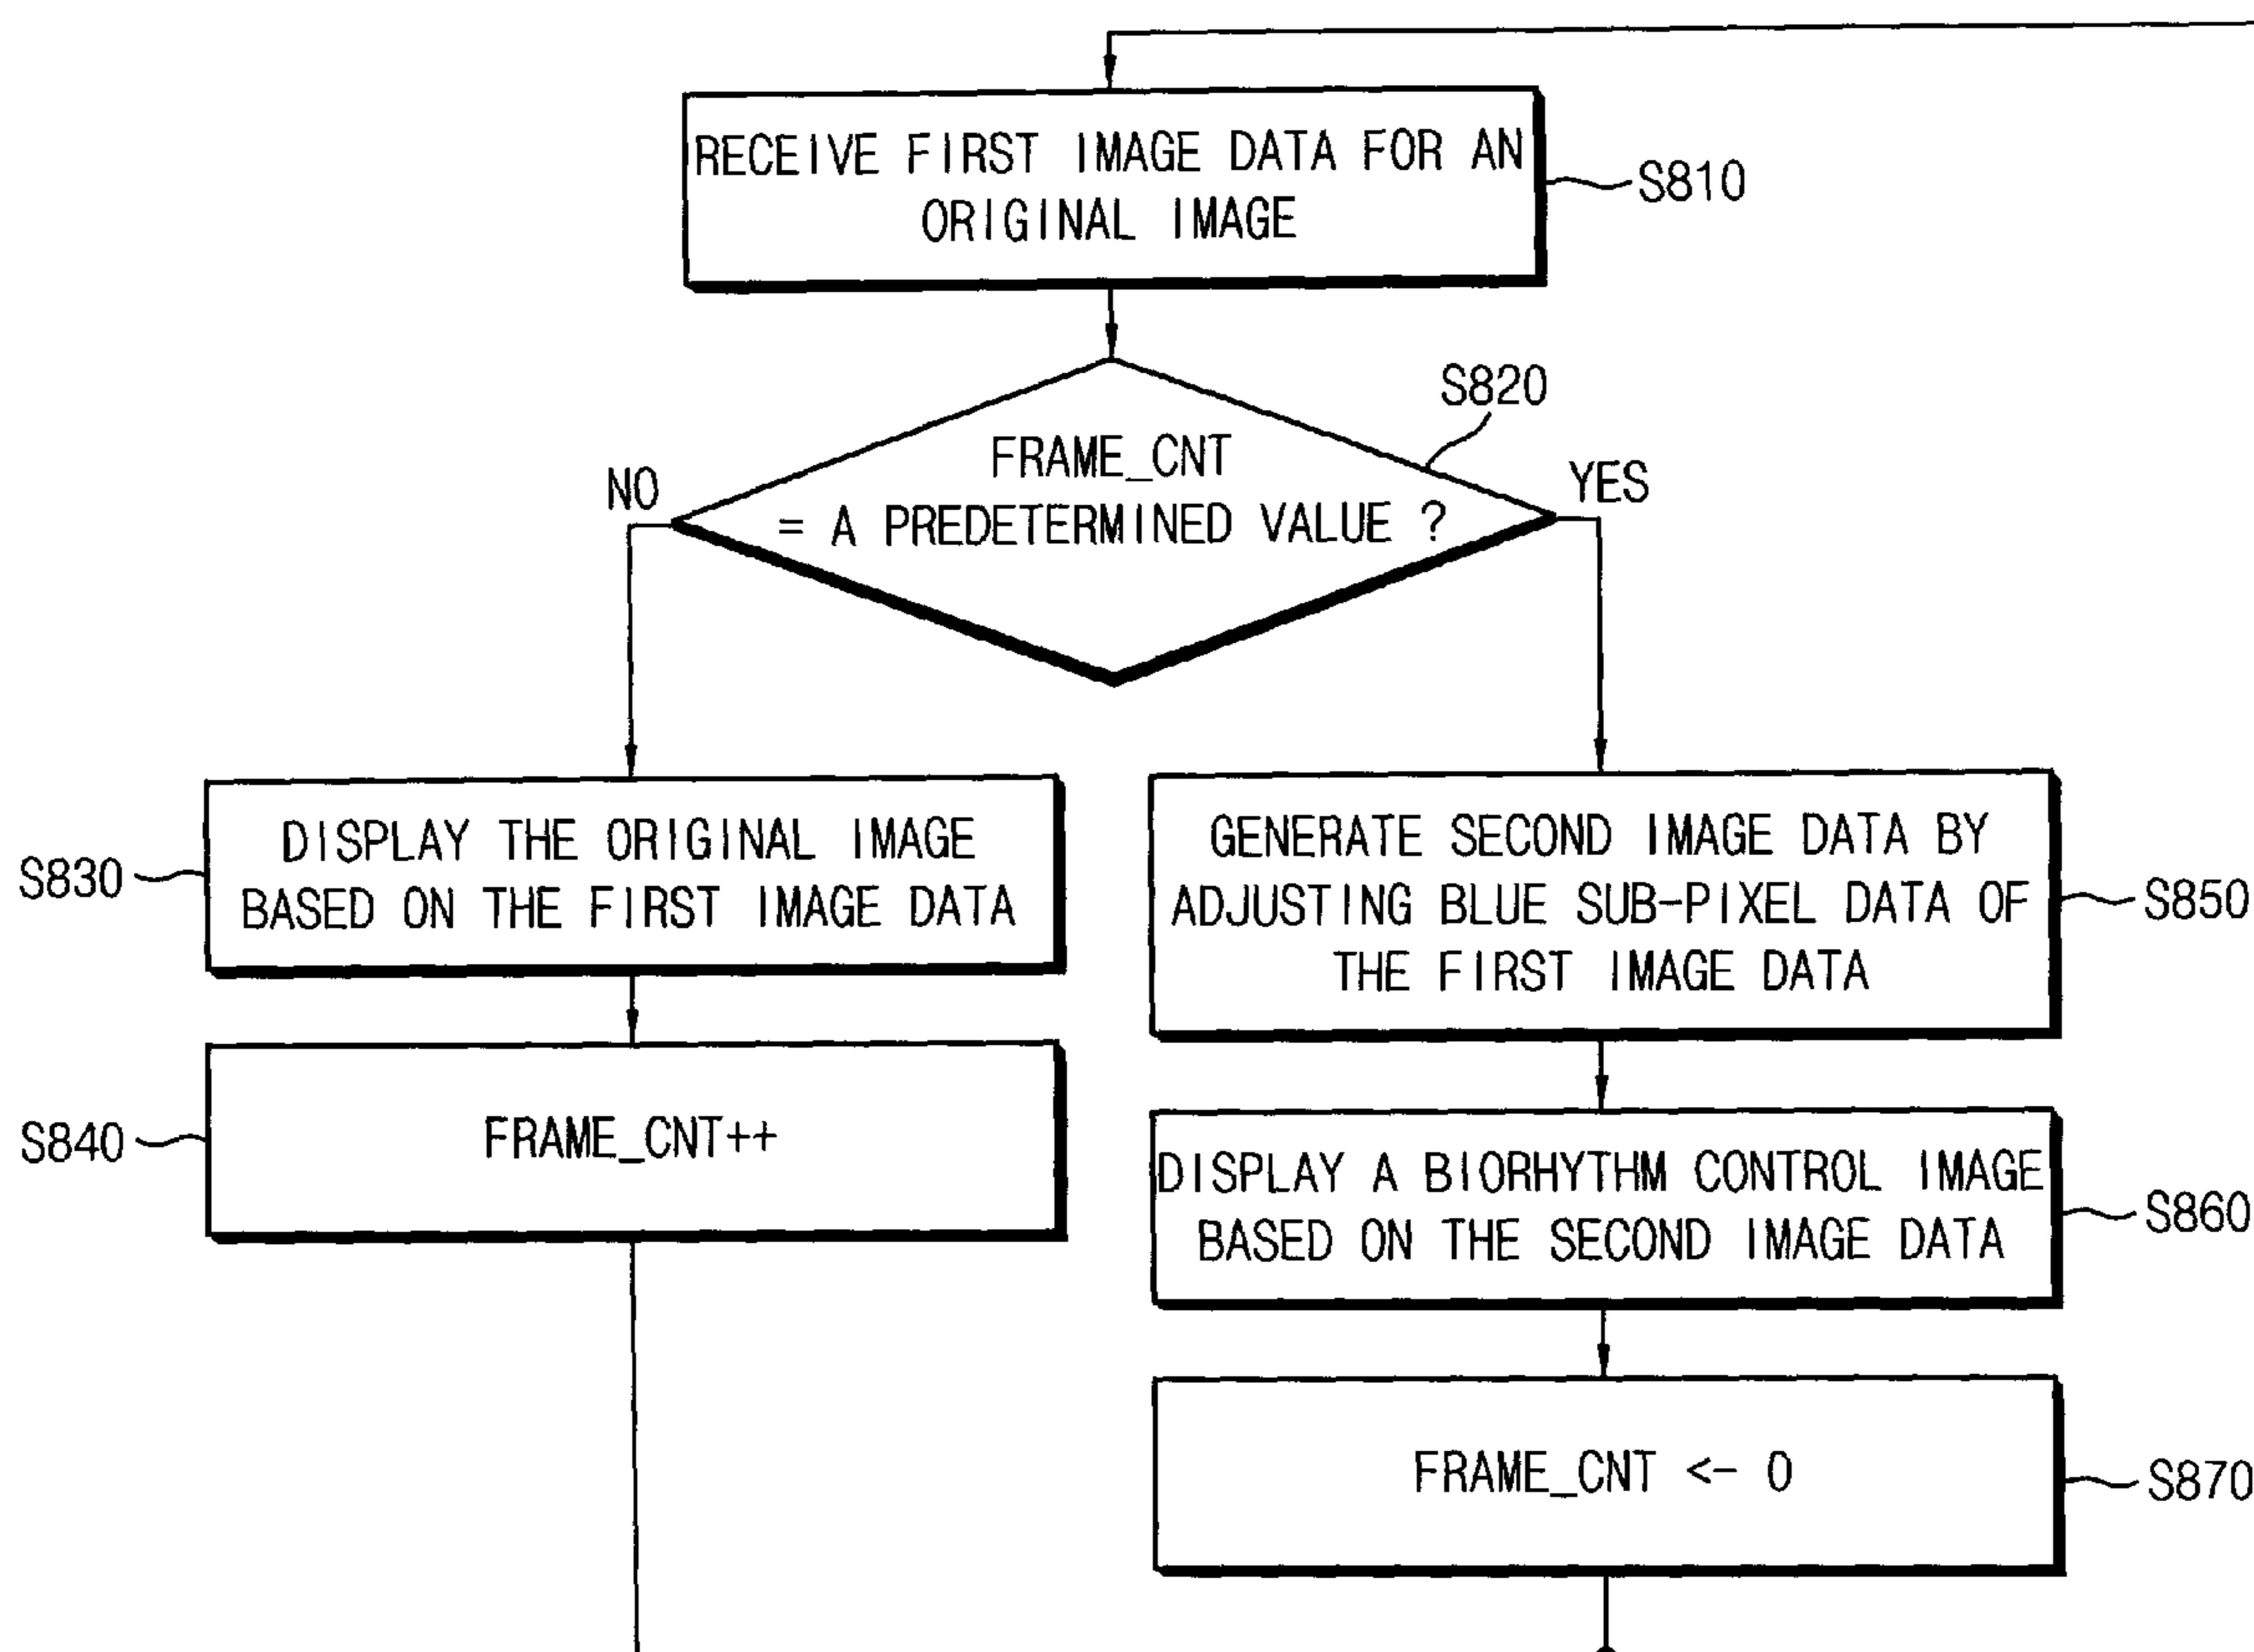 RECEIVE FIRST IMAGE DATA FOR AN
ORIGINAL IMAGE
S810
S820
FRAME_CNT
= A PREDETERMINED VALUE ?
NO
YES
DISPLAY THE ORIGINAL IMAGE
BASED ON THE FIRST IMAGE DATA
S830
GENERATE SECOND IMAGE DATA BY
ADJUSTING BLUE SUB-PIXEL DATA OF
THE FIRST IMAGE DATA
S850
FRAME_CNT++
S840
DISPLAY A BIORHYTHM CONTROL IMAGE
BASED ON THE SECOND IMAGE DATA
S860
FRAME_CNT <- 0
S870